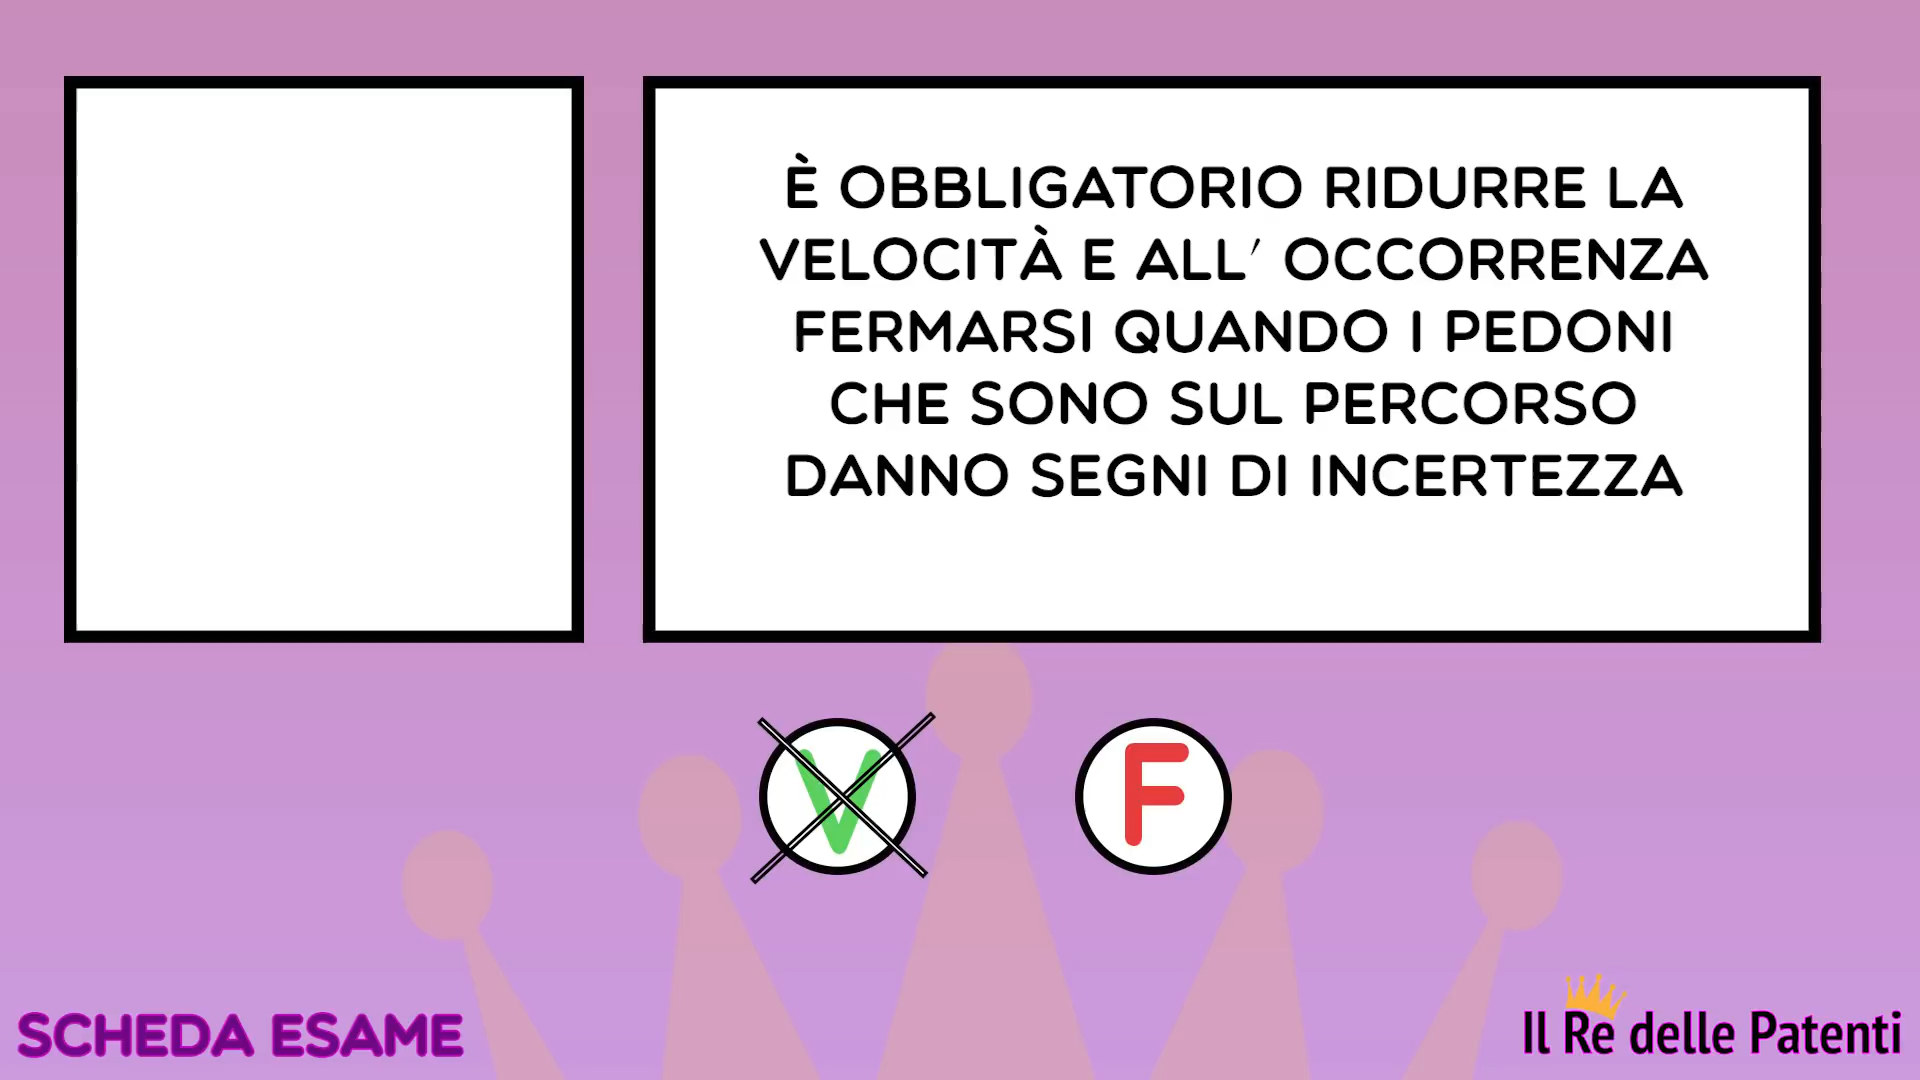 È OBBLIGATORIO RIDURRE LA
VELOCITÀ E ALL' OCCORRENZA
FERMARSI QUANDO I PEDONI
CHE SONO SUL PERCORSO
DANNO SEGNI DI INCERTEZZA
V F
SCHEDA ESAME
Il Re delle Patenti